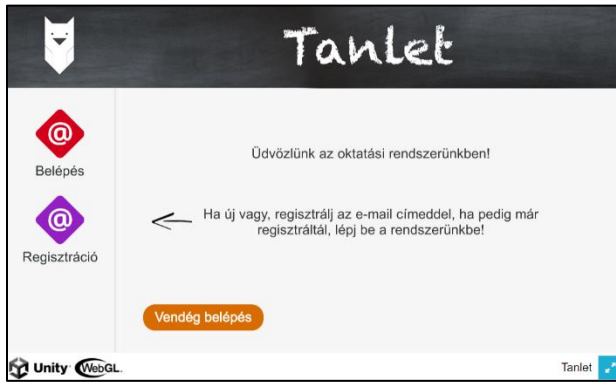 Tanlet
Belépés
Regisztráció
Üdvözlünk az oktatási rendszerünkben!
Ha új vagy, regisztrálj az e-mail címeddel, ha pedig már
regisztráltál, lépj be a rendszerünkbe!
Vendég belépés
Unity WebGL.
Tanlet